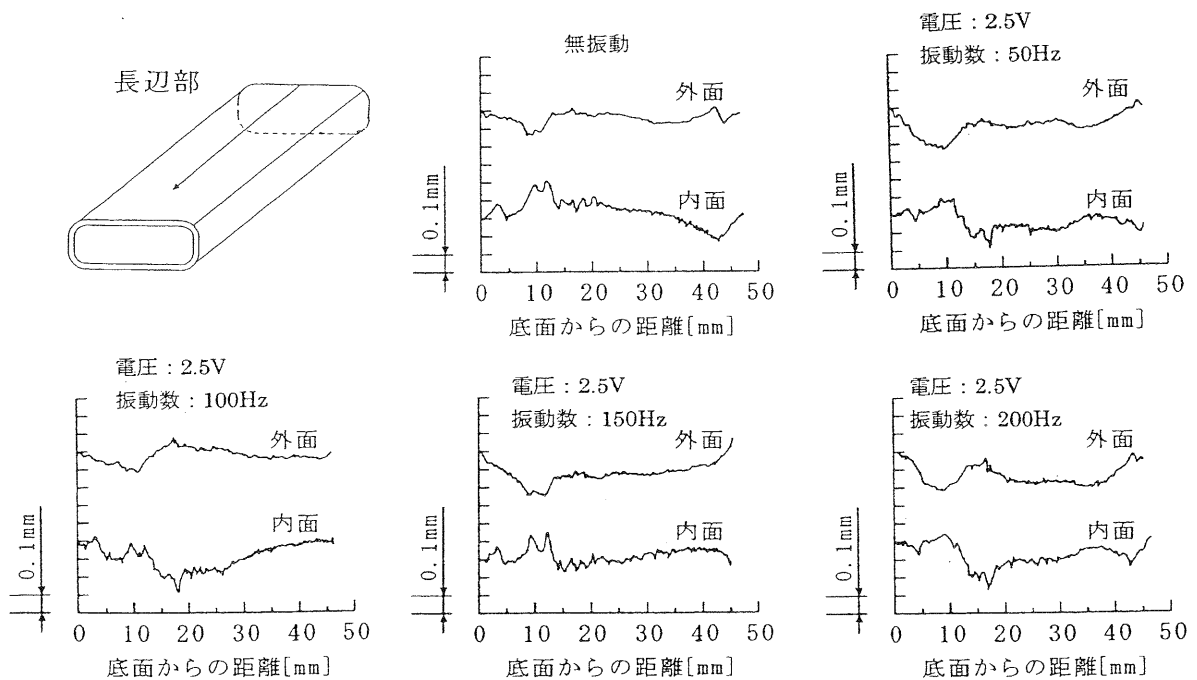 長辺部
無振動
外面
内面
0.1mm
0 10 20 30 40 50
底面からの距離[mm]
電圧：2.5V
振動数：50Hz
外面
内面
0.1mm
0 10 20 30 40 50
底面からの距離[mm]
電圧：2.5V
振動数：100Hz
外面
内面
0.1mm
0 10 20 30 40 50
底面からの距離[mm]
電圧：2.5V
振動数：150Hz
外面
内面
0.1mm
0 10 20 30 40 50
底面からの距離[mm]
電圧：2.5V
振動数：200Hz
外面
内面
0.1mm
0 10 20 30 40 50
底面からの距離[mm]